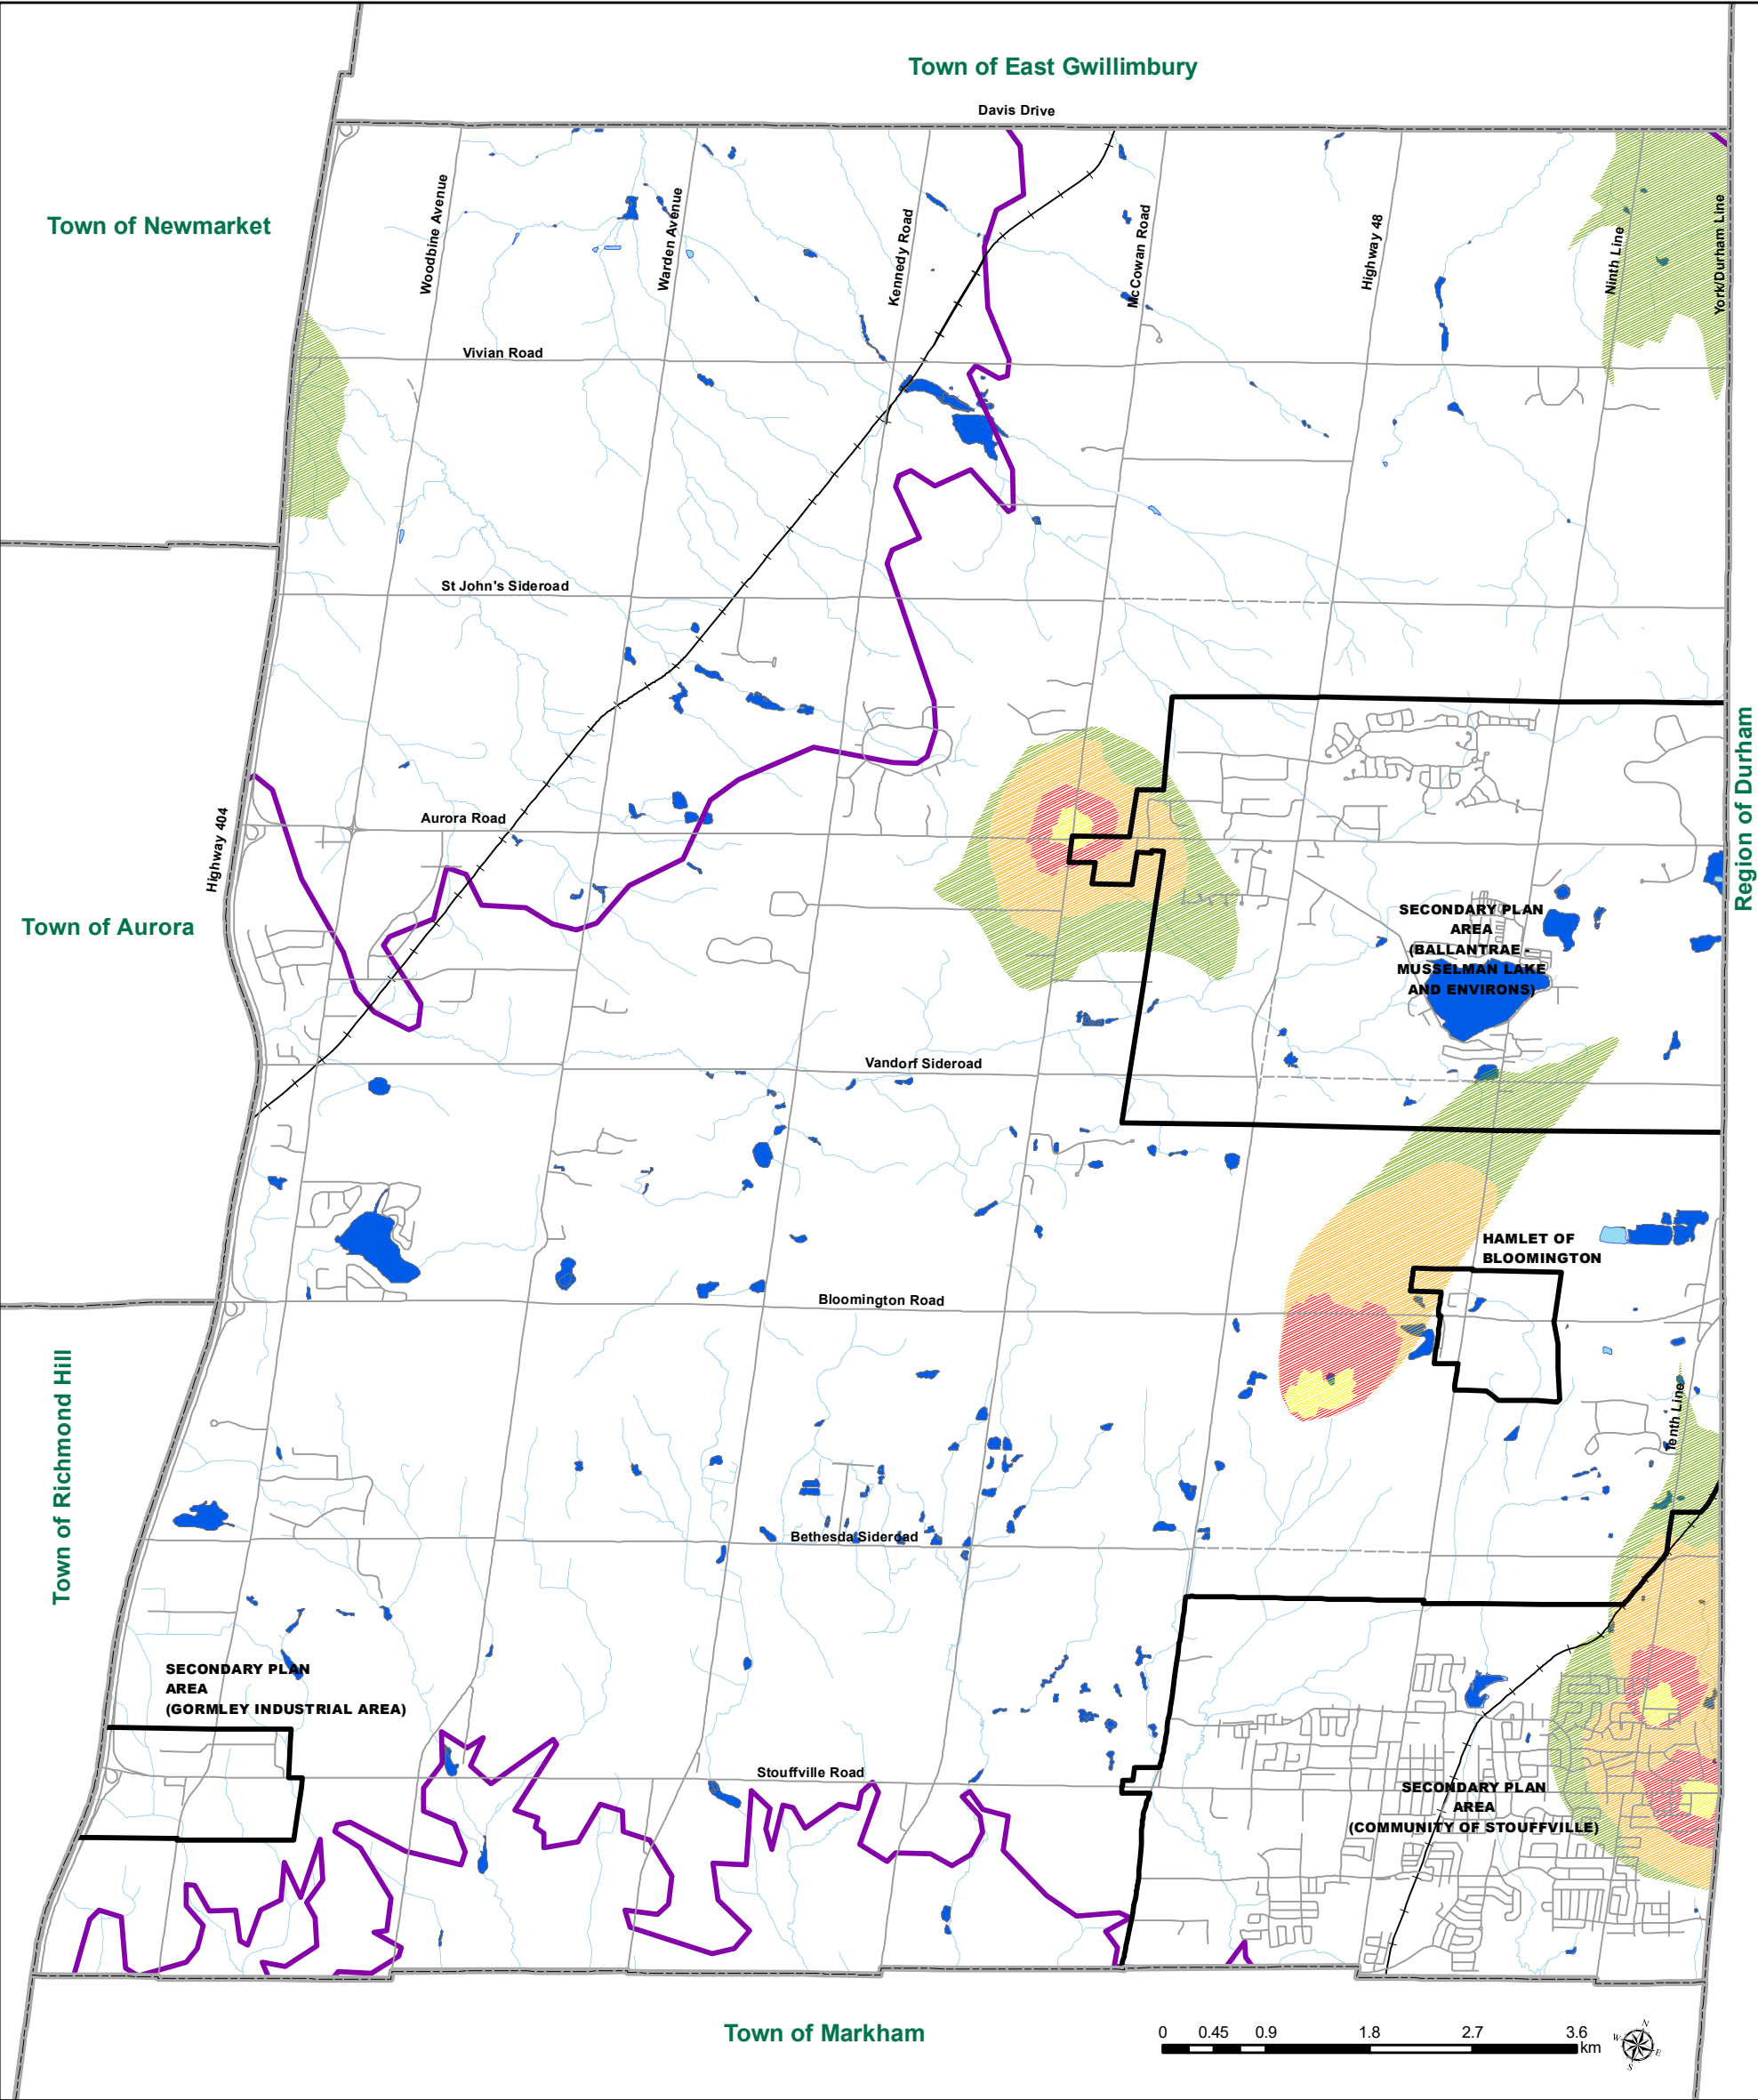 Town of East Gwillimbury
Davis Drive
Town of Newmarket
Woodbine Avenue
Warden Avenue
Kennedy Road
McCowan Road
Highway 48
Ninth Line
York/Durham Line
Vivian Road
St John's Sideroad
Region of Durham
Highway 404
Aurora Road
Town of Aurora
SECONDARY PLAN
AREA
(BALLANTRAE -
MUSSELMAN LAKE
AND ENVIRONS)
Vandorf Sideroad
HAMLET OF
BLOOMINGTON
Bloomington Road
Town of Richmond Hill
Tenth Line
Bethesda Sideroad
SECONDARY PLAN
AREA
(GORMLEY INDUSTRIAL AREA)
Stouffville Road
SECONDARY PLAN
AREA
(COMMUNITY OF STOUFFVILLE)
Town of Markham
0 0.45 0.9 1.8 2.7 3.6
km
N
W
E
S